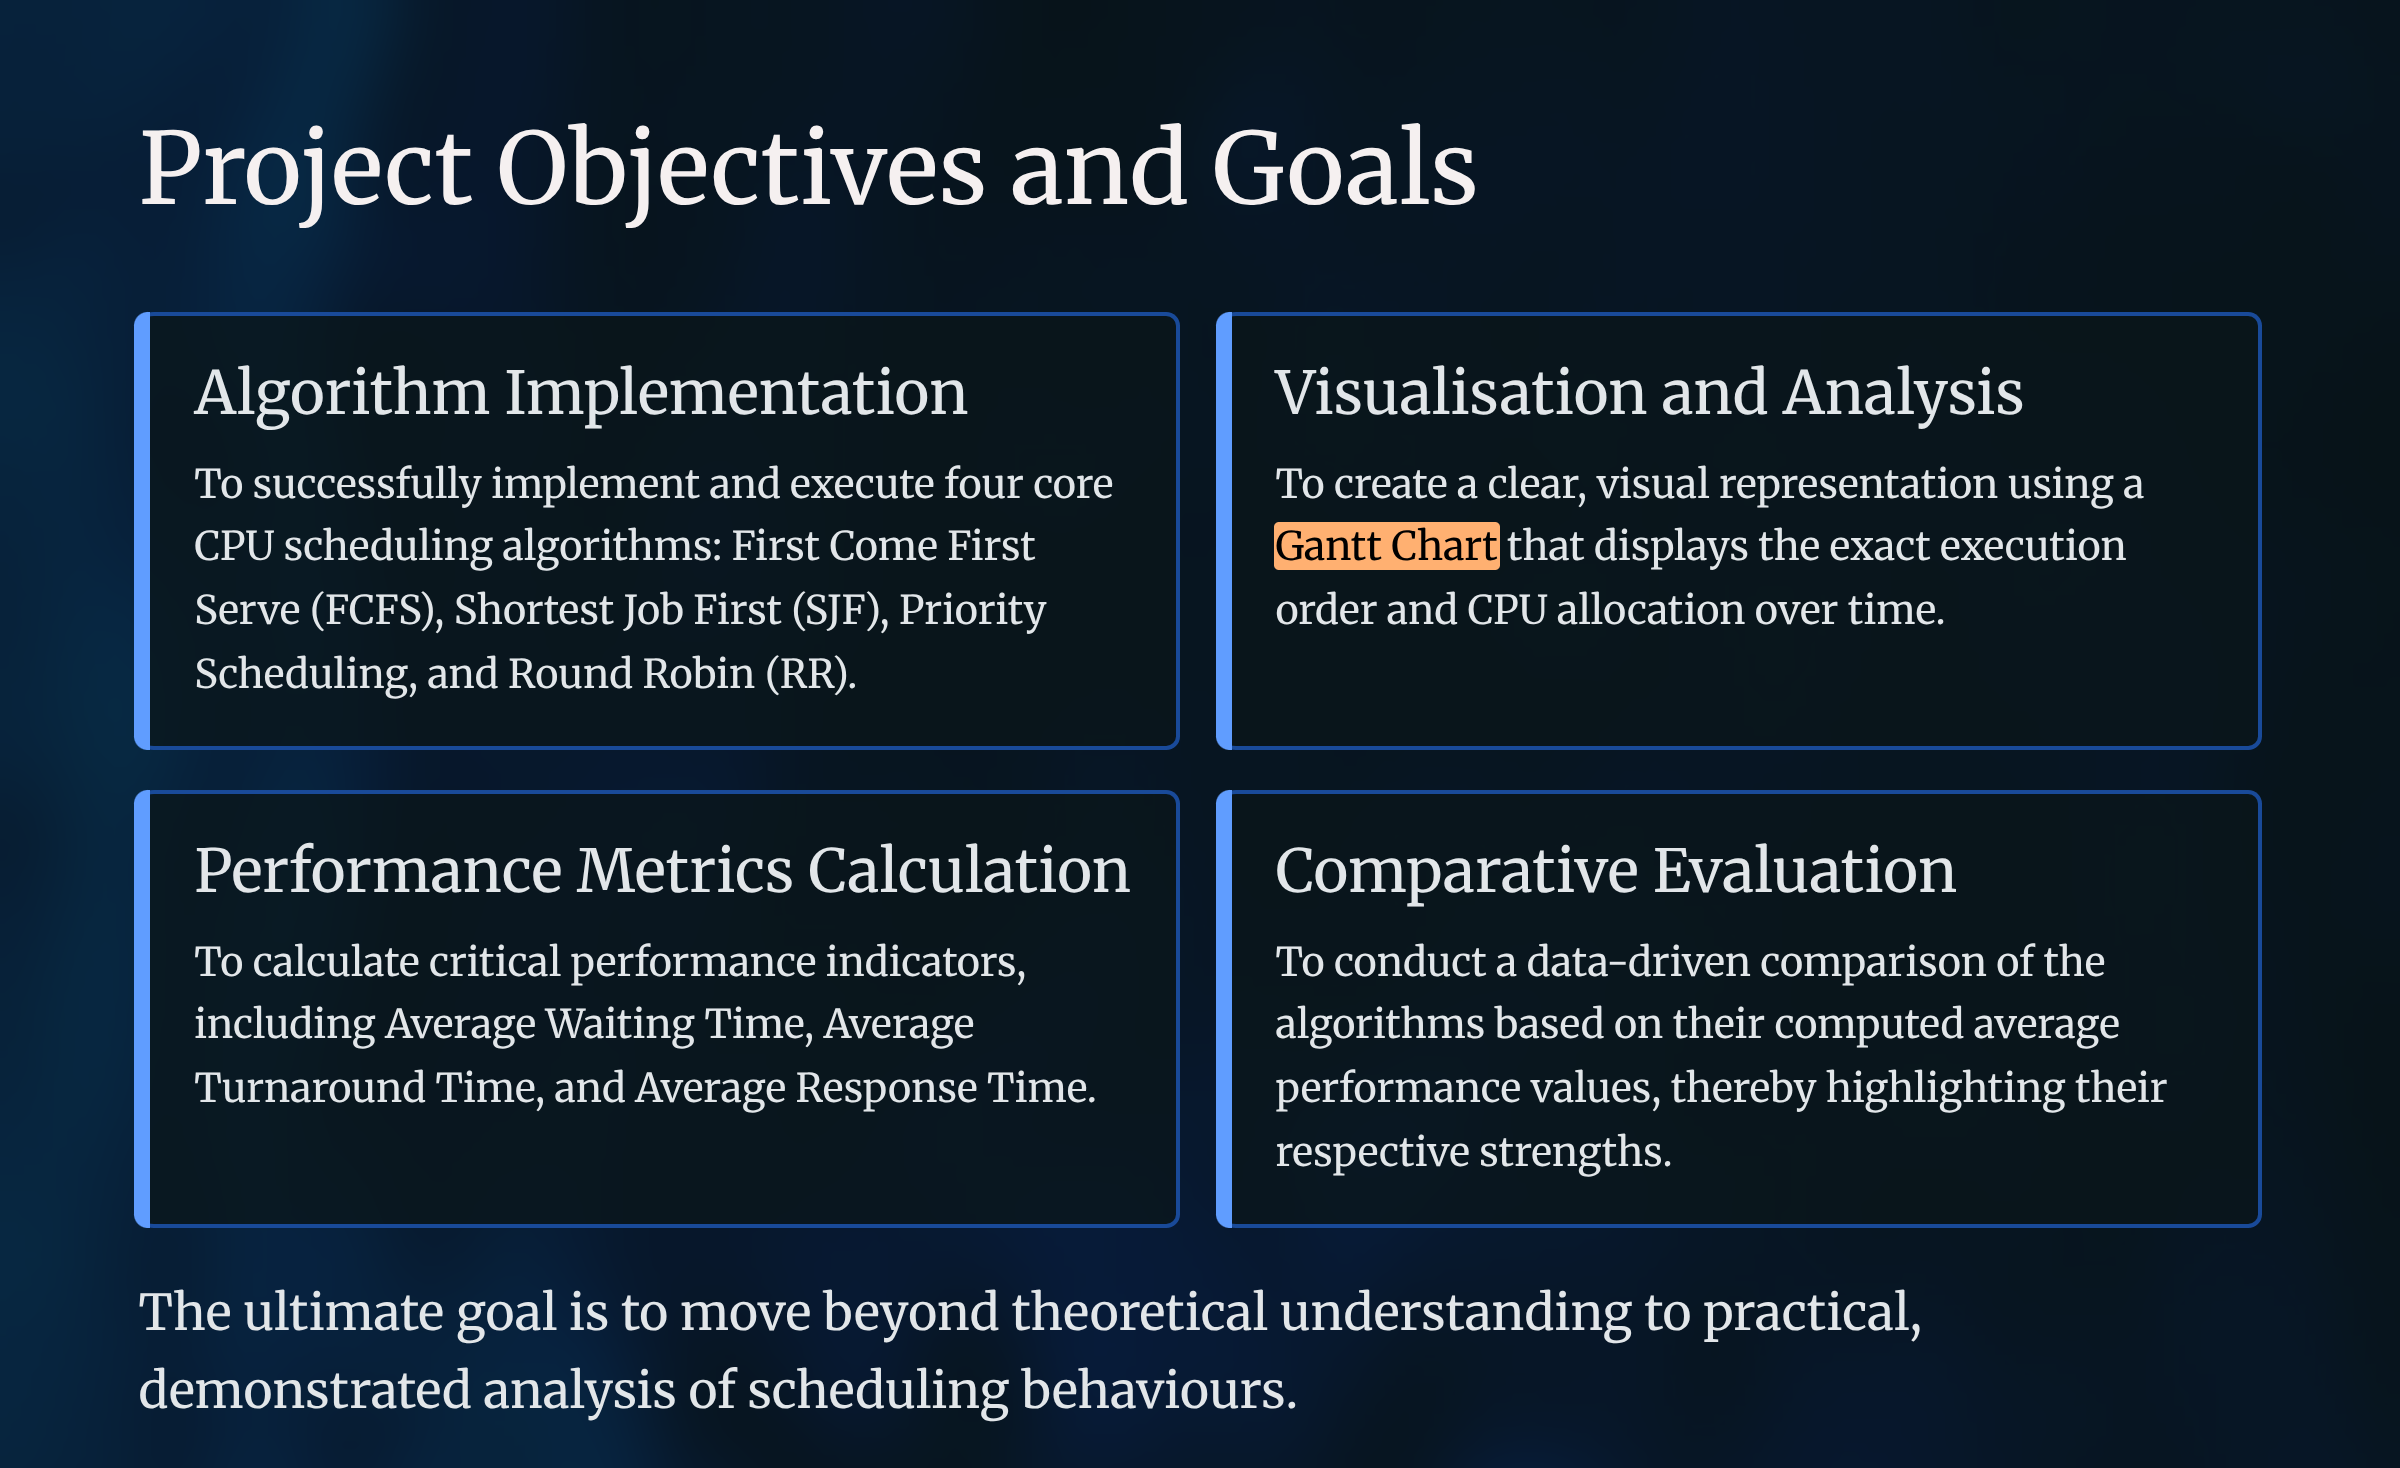 Project Objectives and Goals
Algorithm Implementation
To successfully implement and execute four core
CPU scheduling algorithms: First Come First
Serve (FCFS), Shortest Job First (SJF), Priority
Scheduling, and Round Robin (RR).
Visualisation and Analysis
To create a clear, visual representation using a
Gantt Chart that displays the exact execution
order and CPU allocation over time.
Performance Metrics Calculation
To calculate critical performance indicators,
including Average Waiting Time, Average
Turnaround Time, and Average Response Time.
Comparative Evaluation
To conduct a data-driven comparison of the
algorithms based on their computed average
performance values, thereby highlighting their
respective strengths.
The ultimate goal is to move beyond theoretical understanding to practical,
demonstrated analysis of scheduling behaviours.